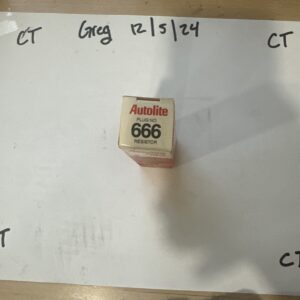 CT Greg 12/5/24 CT
Autolite
PLUG NO
666
RESISTOR
T CT